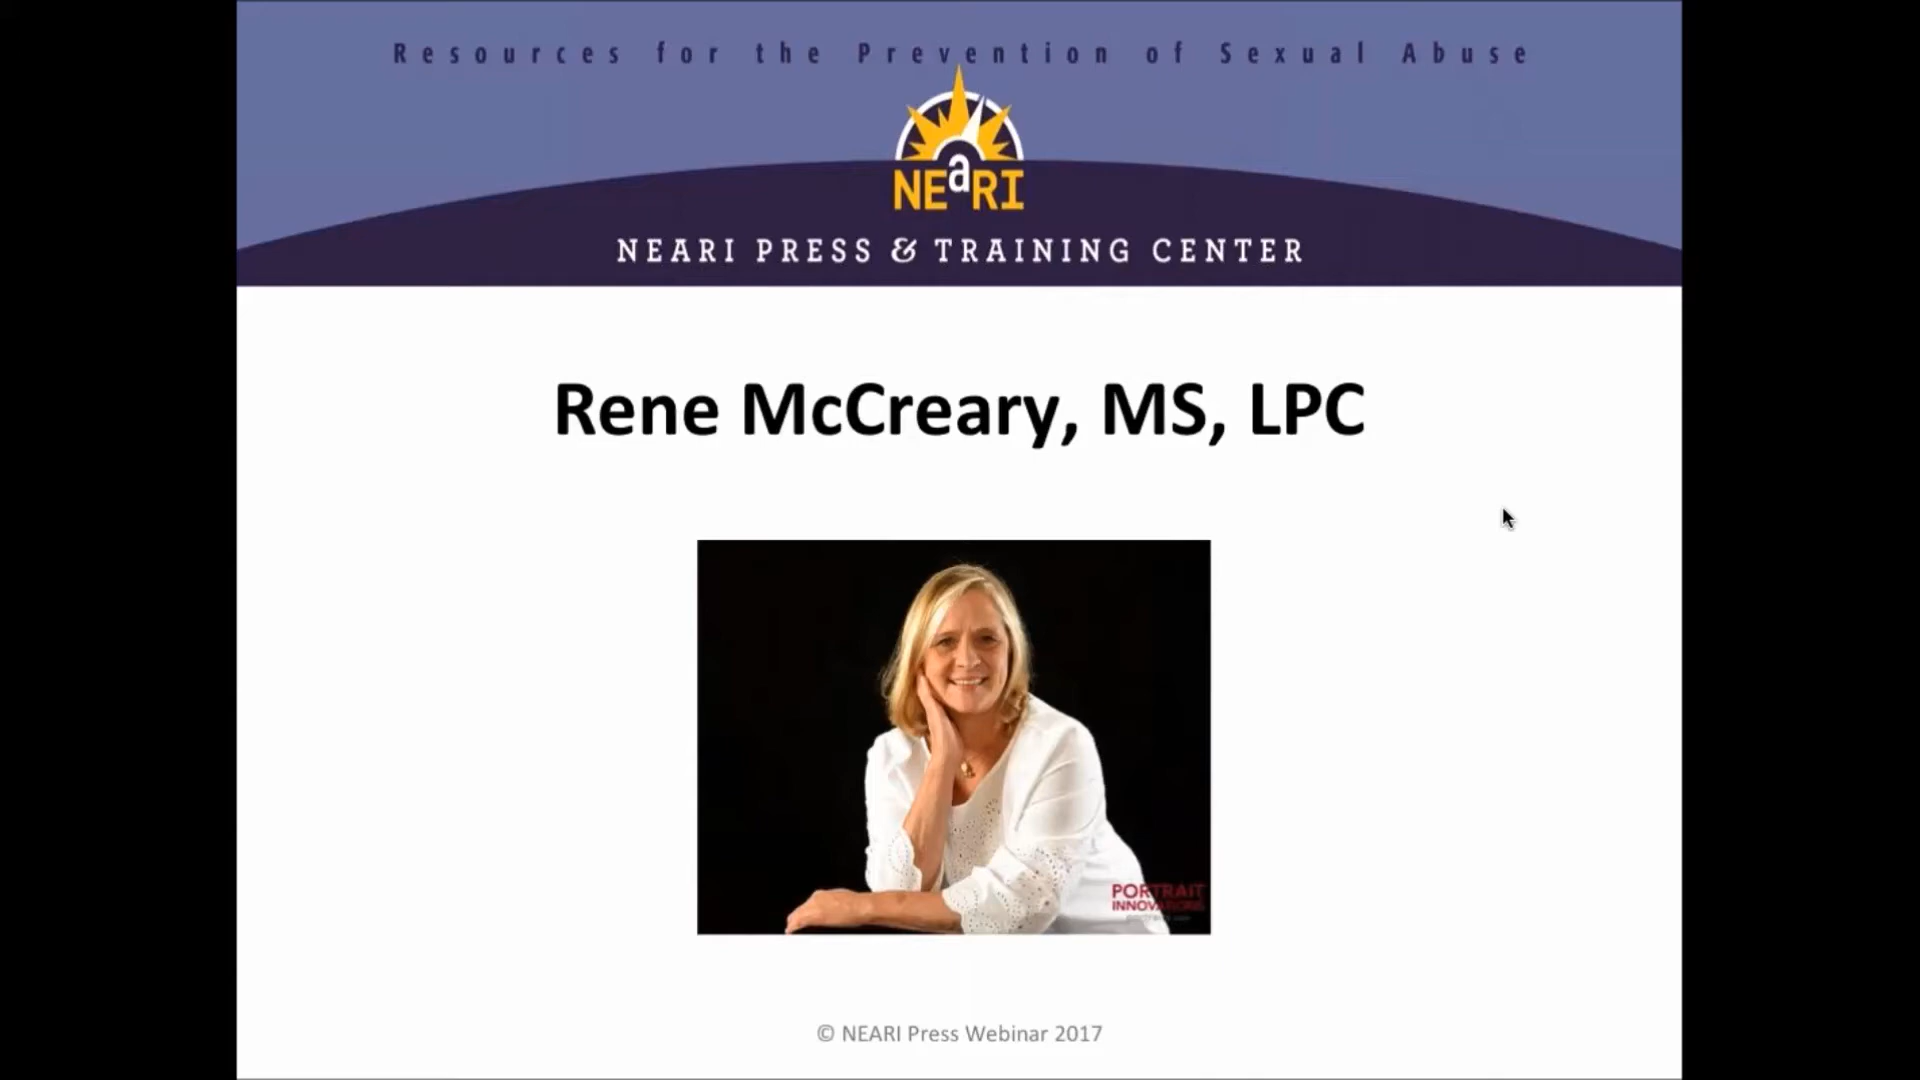 Resources for the Prevention of Sexual Abuse
NEaRI
NEARI PRESS & TRAINING CENTER
Rene McCreary, MS, LPC
PORTRAIT
INNOVATIONS
© NEARI Press Webinar 2017